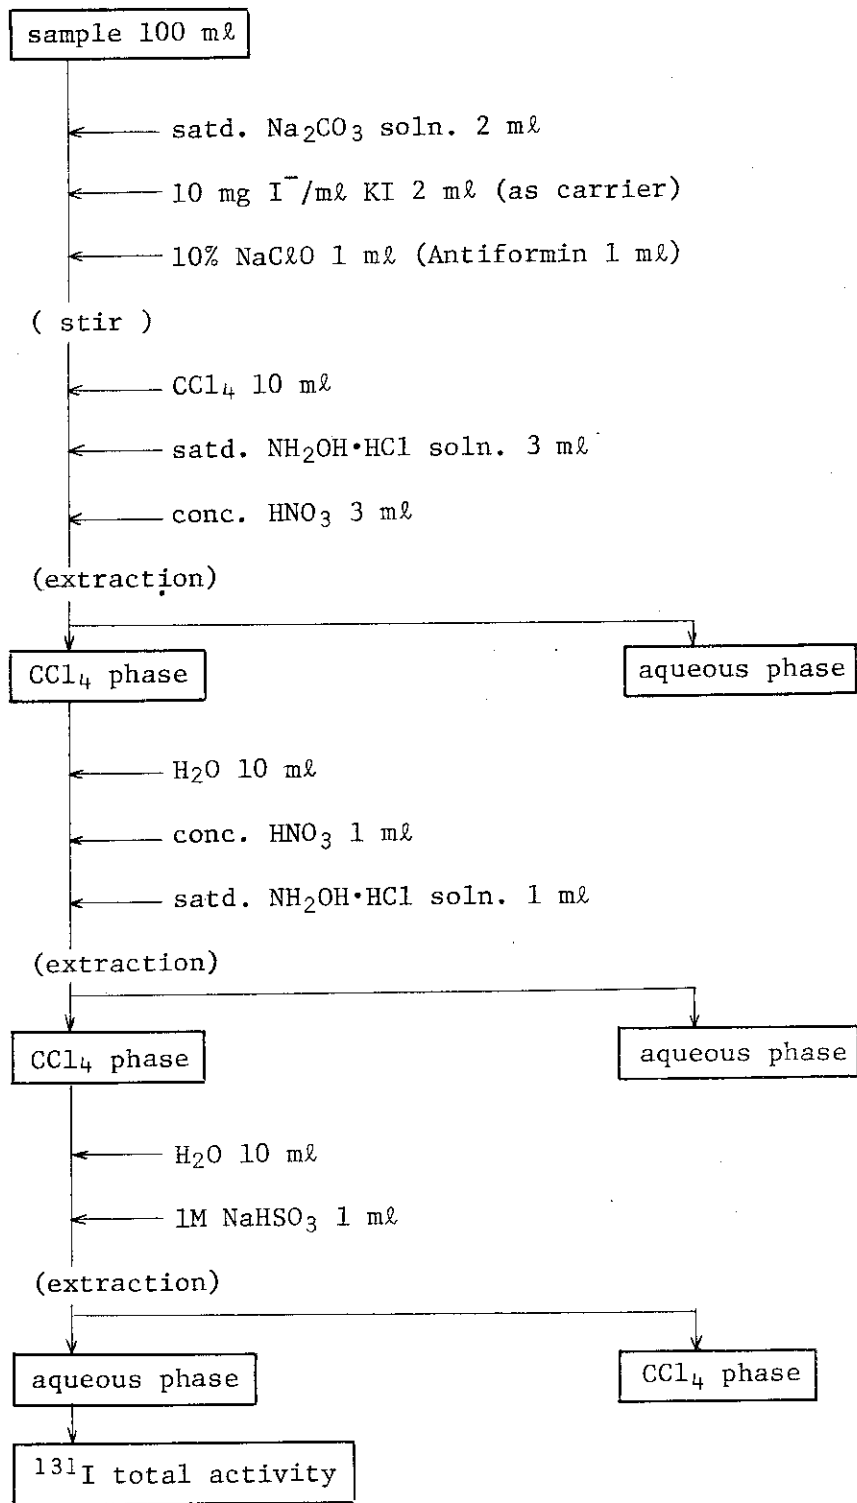 sample 100 mℓ
satd. Na₂CO₃ soln. 2 mℓ
10 mg I⁻/mℓ KI 2 mℓ (as carrier)
10% NaCℓO 1 mℓ (Antiformin 1 mℓ)
( stir )
CCl₄ 10 mℓ
satd. NH₂OH•HCl soln. 3 mℓ
conc. HNO₃ 3 mℓ
(extraction)
CCl₄ phase aqueous phase
H₂O 10 mℓ
conc. HNO₃ 1 mℓ
satd. NH₂OH•HCl soln. 1 mℓ
(extraction)
CCl₄ phase aqueous phase
H₂O 10 mℓ
1M NaHSO₃ 1 mℓ
(extraction)
aqueous phase CCl₄ phase
¹³¹I total activity